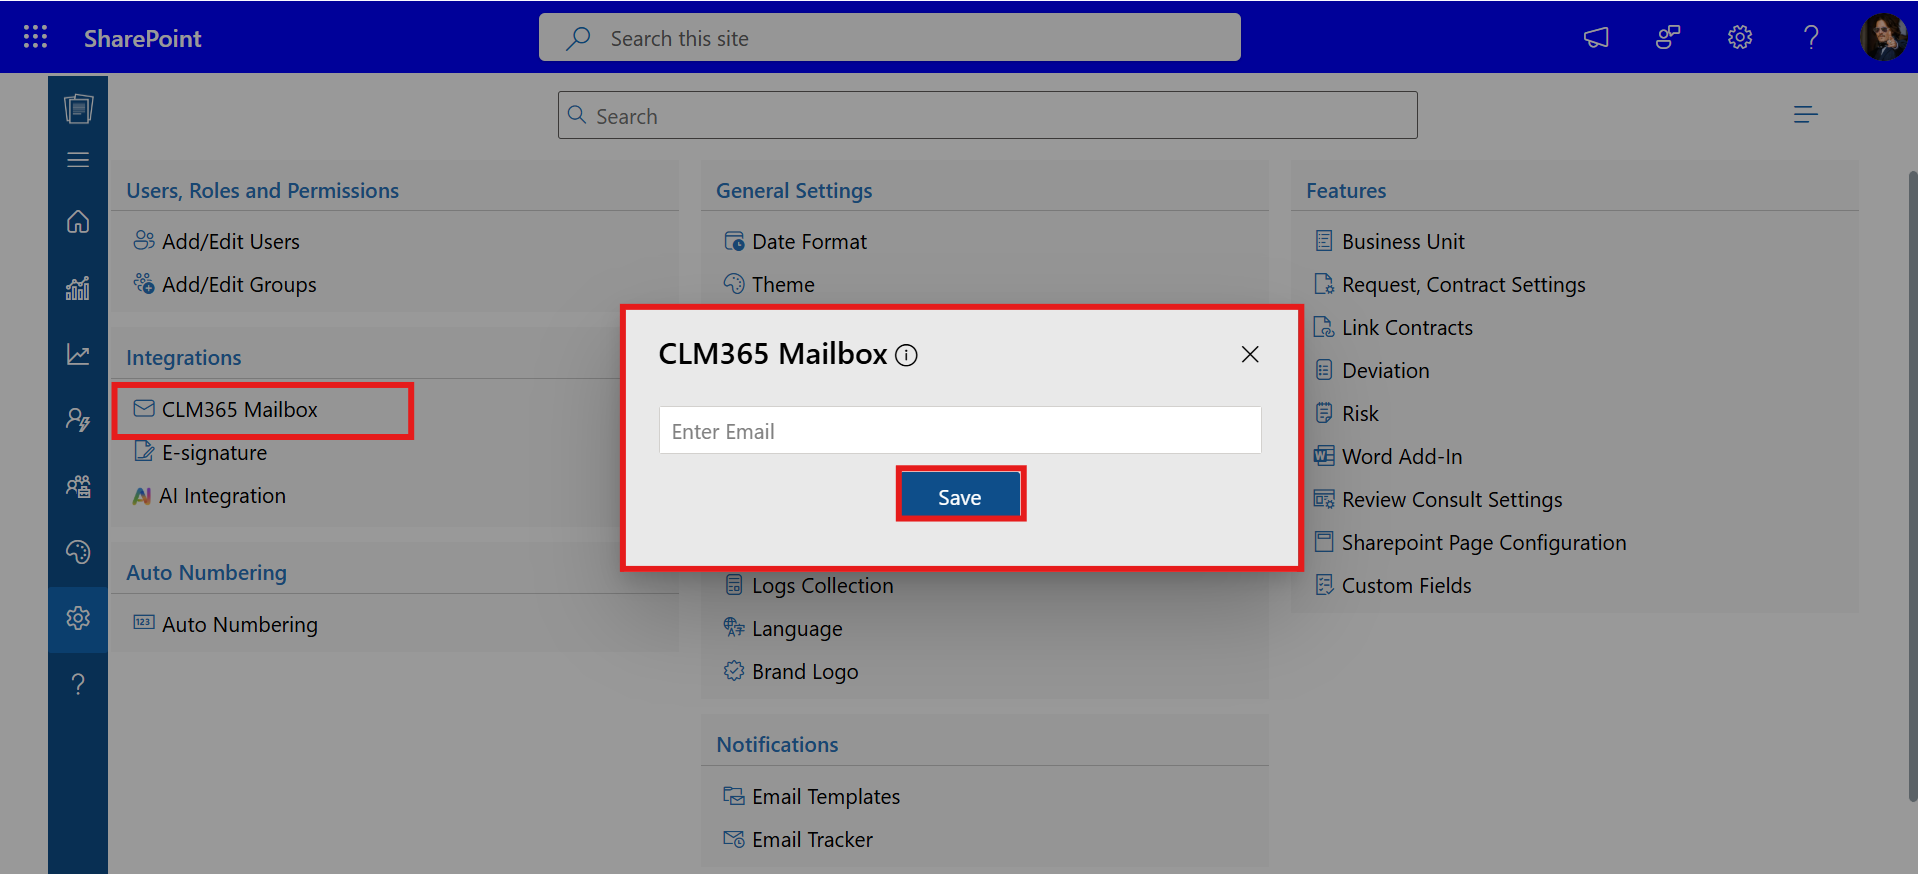 SharePoint
Search this site
Search
Users, Roles and Permissions
Add/Edit Users
Add/Edit Groups
Integrations
CLM365 Mailbox
E-signature
AI Integration
Auto Numbering
123 Auto Numbering
General Settings
Date Format
Theme
CLM365 Mailbox
Enter Email
Save
Logs Collection
Language
Brand Logo
Notifications
Email Templates
Email Tracker
Features
Business Unit
Request, Contract Settings
Link Contracts
Deviation
Risk
Word Add-In
Review Consult Settings
Sharepoint Page Configuration
Custom Fields